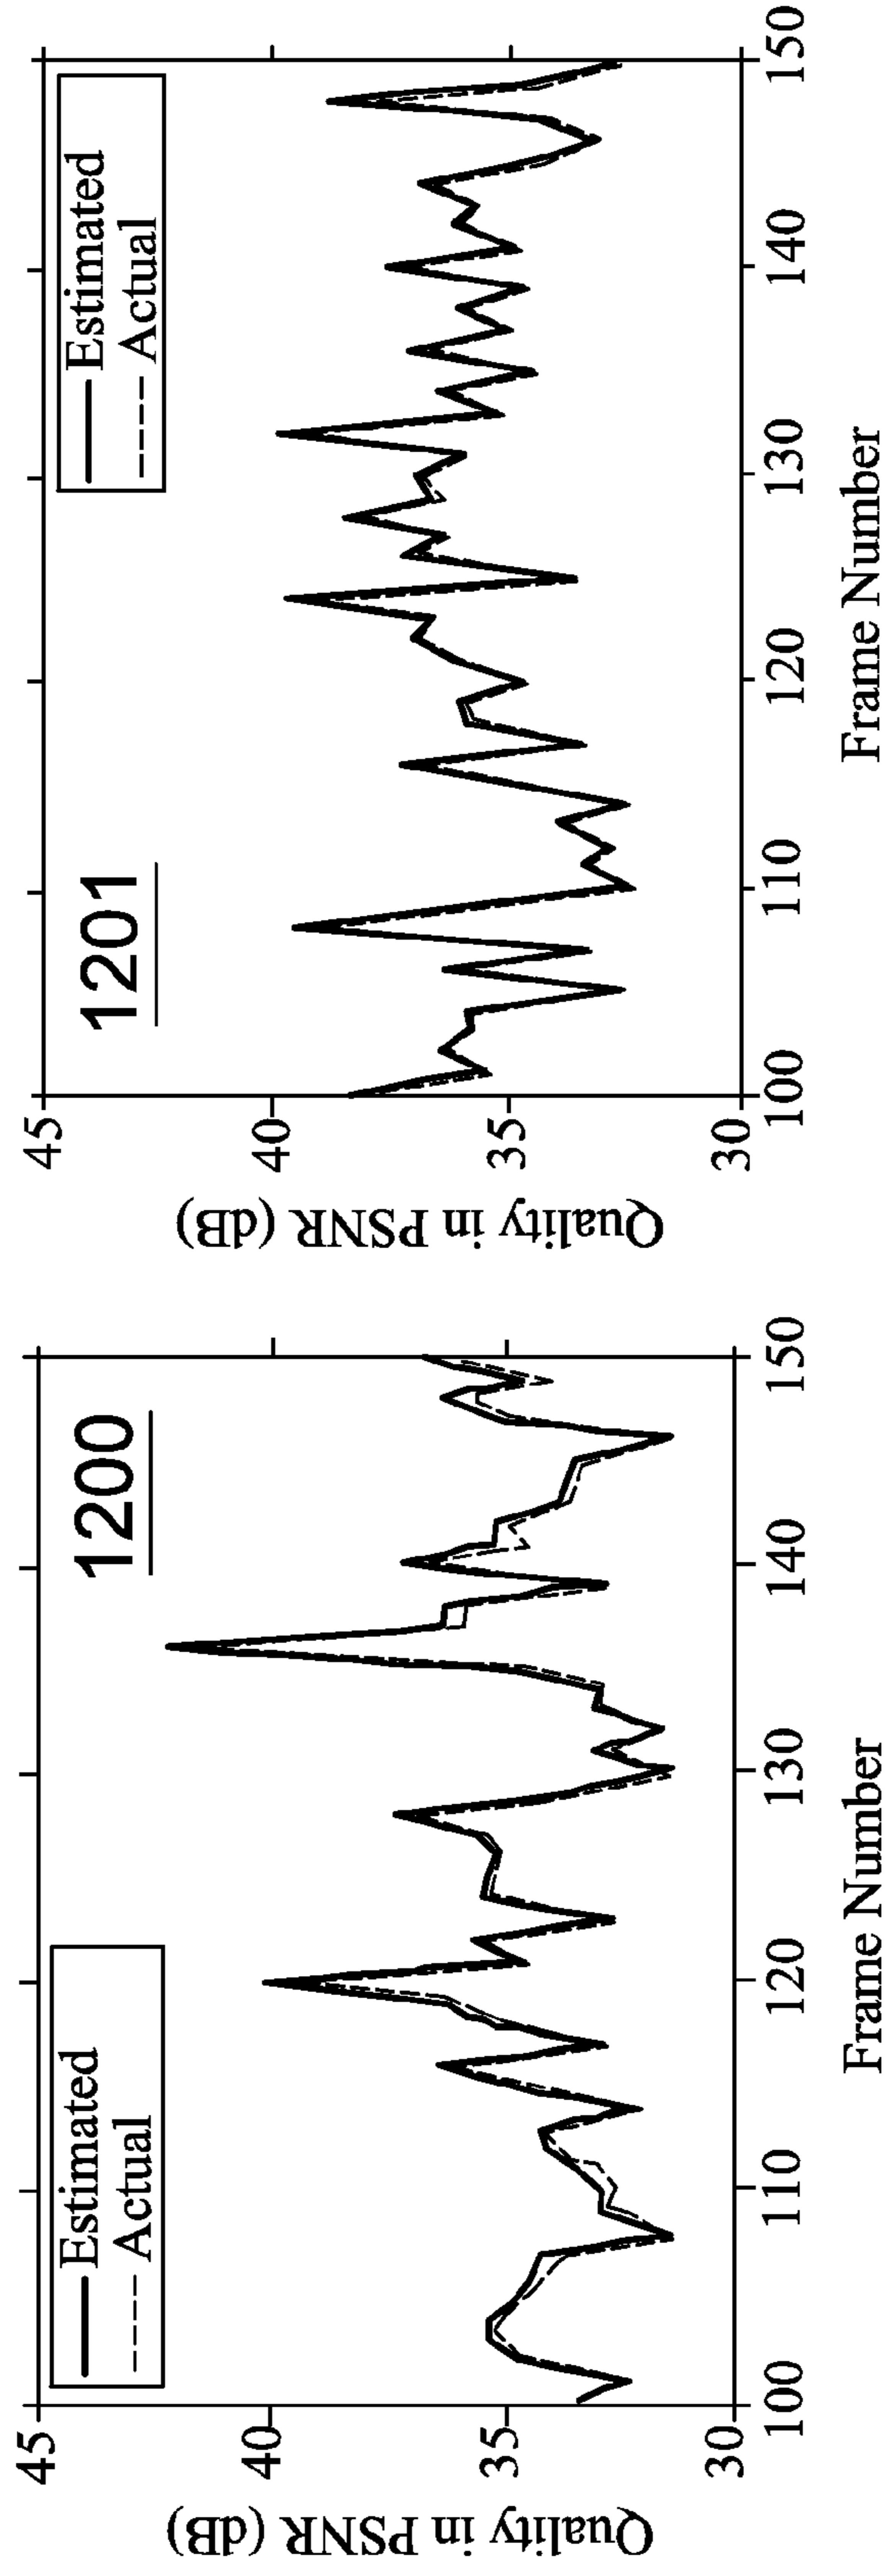 1200
Estimated
Actual
45
40
35
30
100
110
120
130
140
150
Quality in PSNR (dB)
Frame Number
1201
Estimated
Actual
45
40
35
30
100
110
120
130
140
150
Quality in PSNR (dB)
Frame Number